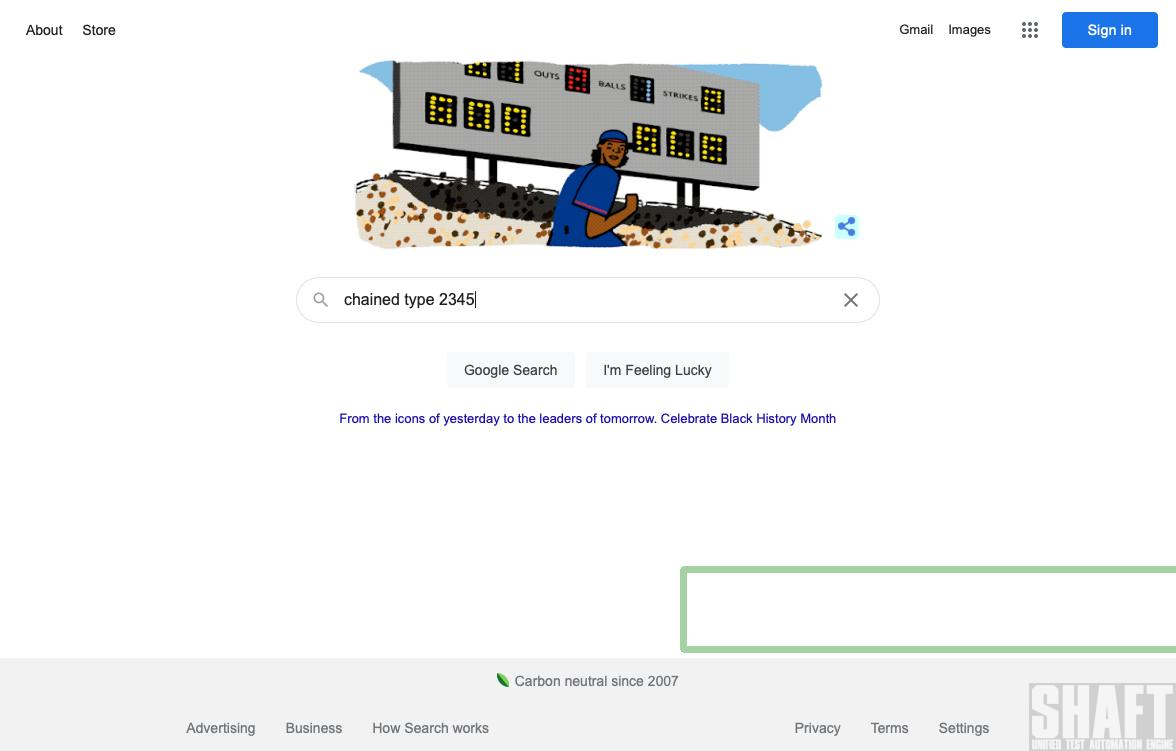 About Store
Gmail Images
Sign in
OUTS
BALLS
STRIKES
chained type 2345
Google Search
I'm Feeling Lucky
From the icons of yesterday to the leaders of tomorrow. Celebrate Black History Month
Carbon neutral since 2007
Advertising Business How Search works
Privacy Terms Settings
SHAFT
UNIFIED TEST AUTOMATION ENGINE